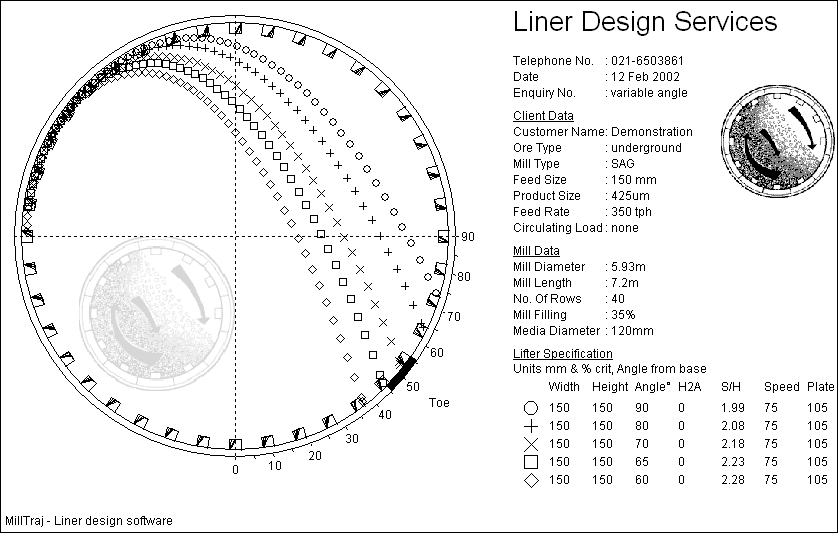 Liner Design Services
Telephone No. : 021-6503861
Date : 12 Feb 2002
Enquiry No. : variable angle
Client Data
Customer Name: Demonstration
Ore Type : underground
Mill Type : SAG
Feed Size : 150 mm
Product Size : 425um
Feed Rate : 350 tph
Circulating Load : none
Mill Data
Mill Diameter : 5.93m
Mill Length : 7.2m
No. Of Rows : 40
Mill Filling : 35%
Media Diameter : 120mm
Lifter Specification
Units mm & % crit, Angle from base
Width Height Angle° H2A S/H Speed Plate
150 150 90 0 1.99 75 105
150 150 80 0 2.08 75 105
150 150 70 0 2.18 75 105
150 150 65 0 2.23 75 105
150 150 60 0 2.28 75 105
90
80
70
60
50
Toe
40
30
20
10
0
MillTraj - Liner design software